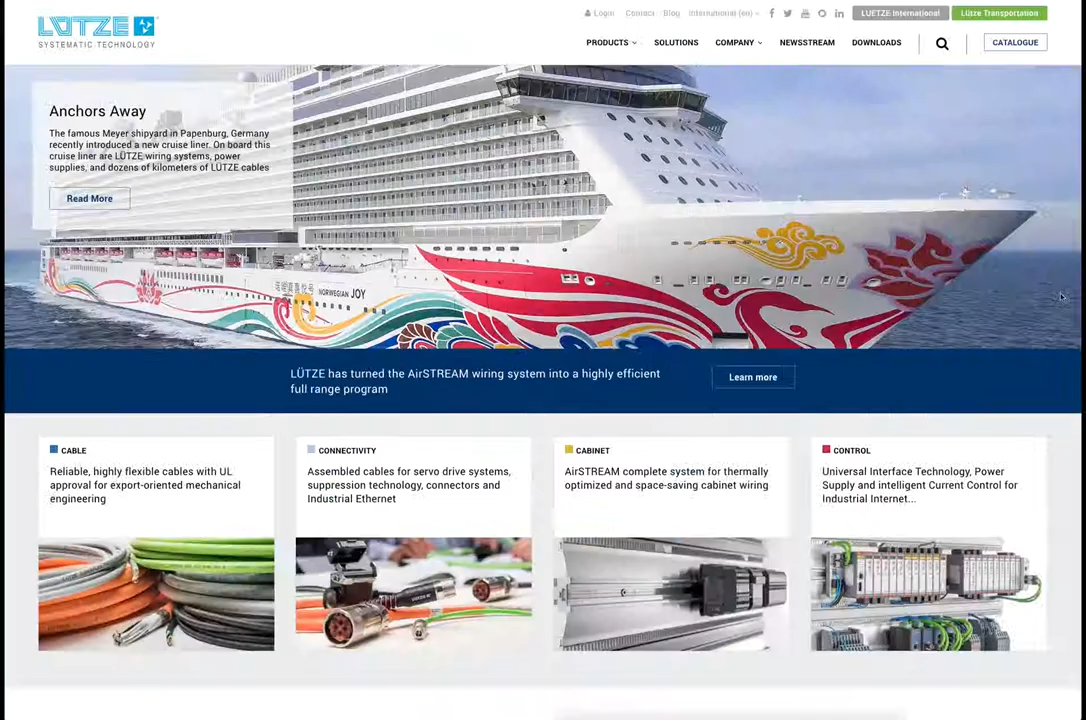 LÜTZE
SYSTEMATIC TECHNOLOGY
Login Contact Blog International (en) LUETZE International Lütze Transportation
PRODUCTS SOLUTIONS COMPANY NEWSSTREAM DOWNLOADS CATALOGUE
Anchors Away
The famous Meyer shipyard in Papenburg, Germany
recently introduced a new cruise liner. On board this
cruise liner are LÜTZE wiring systems, power
supplies, and dozens of kilometers of LÜTZE cables
Read More
NORWEGIAN JOY
LÜTZE has turned the AirSTREAM wiring system into a highly efficient
full range program
Learn more
CABLE
Reliable, highly flexible cables with UL
approval for export-oriented mechanical
engineering
CONNECTIVITY
Assembled cables for servo drive systems,
suppression technology, connectors and
Industrial Ethernet
CABINET
AirSTREAM complete system for thermally
optimized and space-saving cabinet wiring
CONTROL
Universal Interface Technology, Power
Supply and intelligent Current Control for
Industrial Internet...